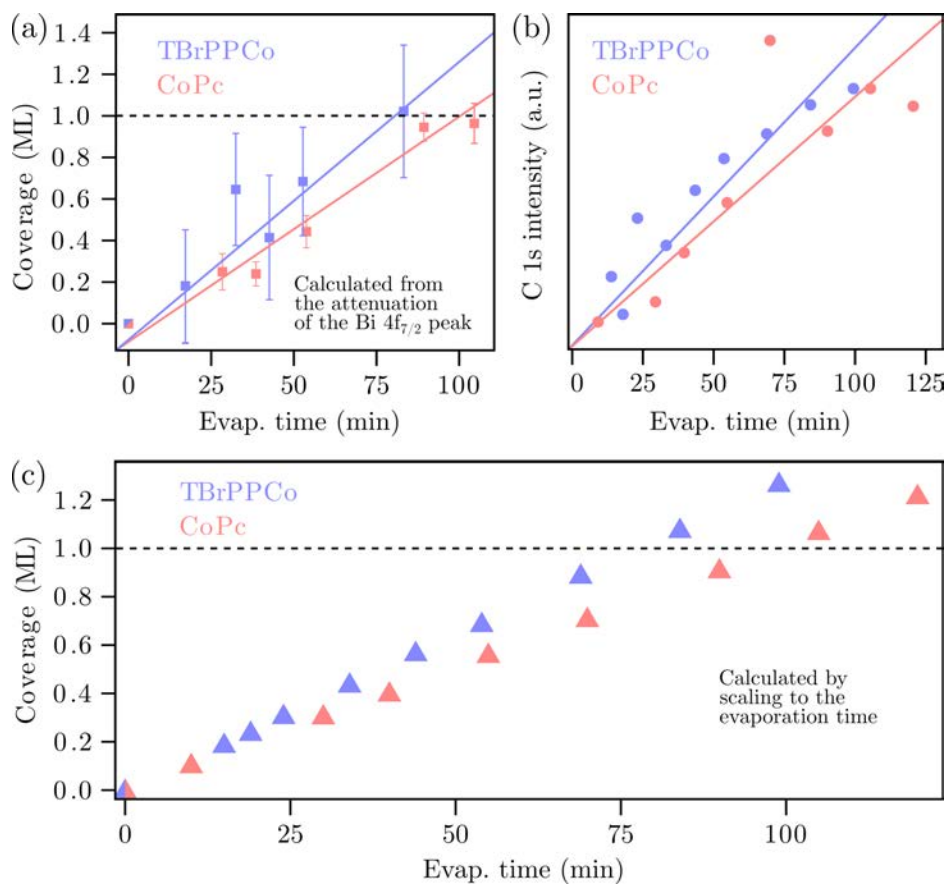 (a)
TBrPPCo
CoPc
Coverage (ML)
1.4
1.2
1.0
0.8
0.6
0.4
0.2
0.0
Calculated from
the attenuation
of the Bi 4f7/2 peak
0 25 50 75 100
Evap. time (min)
(b)
TBrPPCo
CoPc
C 1s intensity (a.u.)
0 25 50 75 100 125
Evap. time (min)
(c)
TBrPPCo
CoPc
Coverage (ML)
1.2
1.0
0.8
0.6
0.4
0.2
0.0
Calculated by
scaling to the
evaporation time
0 25 50 75 100
Evap. time (min)